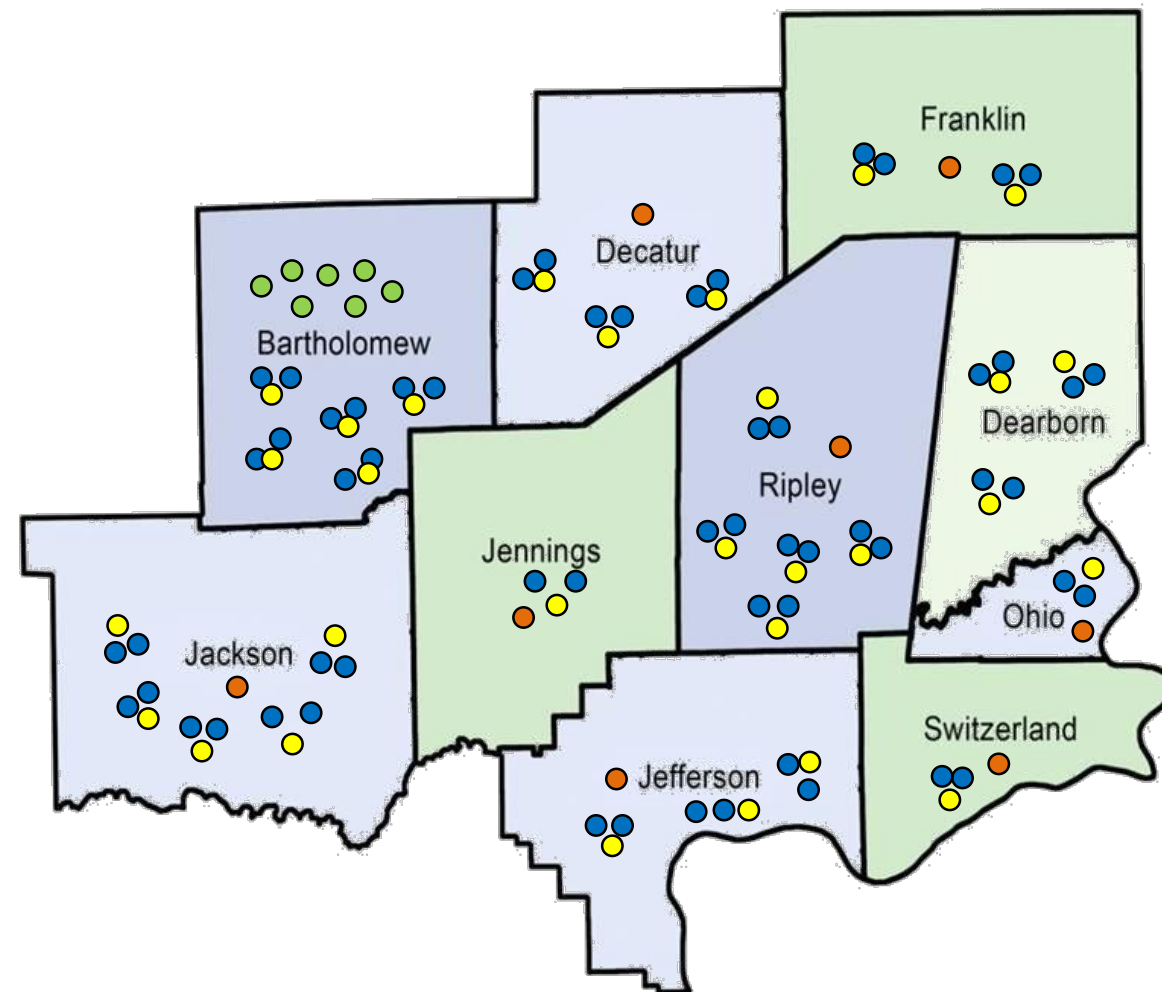 Franklin
Decatur
Bartholomew
Dearborn
Ripley
Jennings
Ohio
Jackson
Switzerland
Jefferson